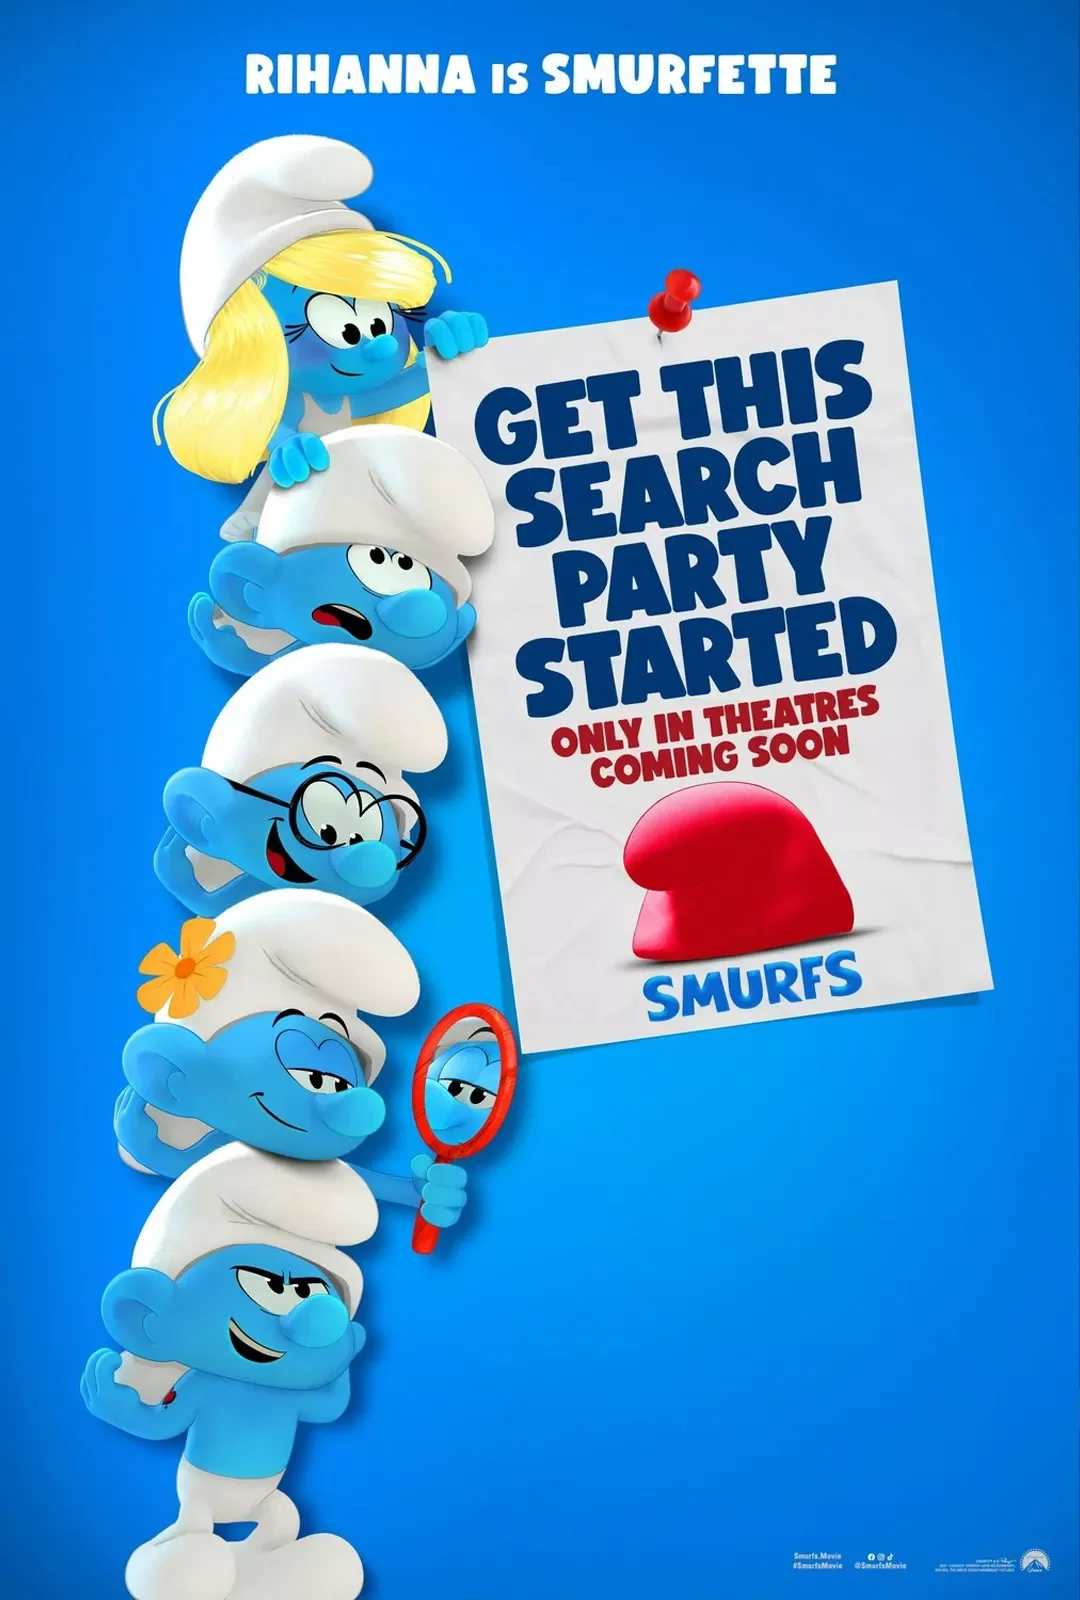 RIHANNA IS SMURFETTE
GET THIS
SEARCH
PARTY
STARTED
ONLY IN THEATRES
COMING SOON
SMURFS
Smurfs.Movie
#SmurfsMovie
@SmurfsMovie